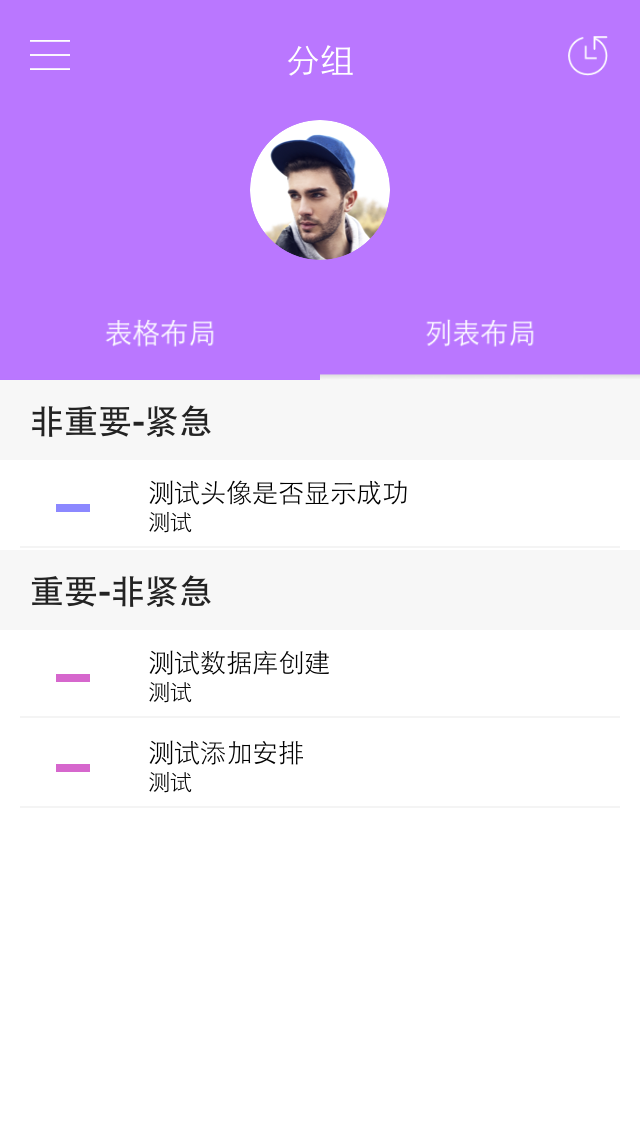 分组
表格布局
列表布局
非重要-紧急
测试头像是否显示成功
测试
重要-非紧急
测试数据库创建
测试
测试添加安排
测试